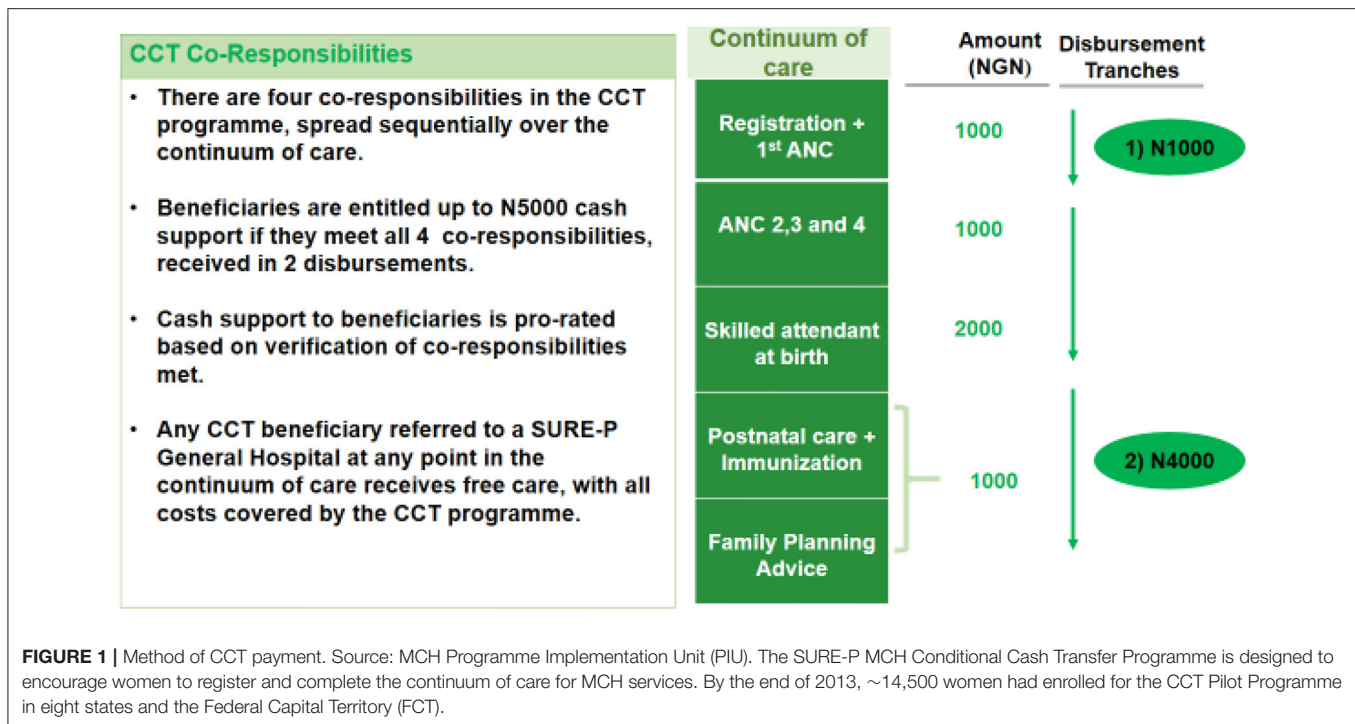 CCT Co-Responsibilities
• There are four co-responsibilities in the CCT
programme, spread sequentially over the
continuum of care.
• Beneficiaries are entitled up to N5000 cash
support if they meet all 4 co-responsibilities,
received in 2 disbursements.
• Cash support to beneficiaries is pro-rated
based on verification of co-responsibilities
met.
• Any CCT beneficiary referred to a SURE-P
General Hospital at any point in the
continuum of care receives free care, with all
costs covered by the CCT programme.
Continuum of
care
Registration +
1st ANC
ANC 2,3 and 4
Skilled attendant
at birth
Postnatal care +
Immunization
Family Planning
Advice
Amount
(NGN)
1000
1000
2000
1000
Disbursement
Tranches
1) N1000
2) N4000
FIGURE 1 | Method of CCT payment. Source: MCH Programme Implementation Unit (PIU). The SURE-P MCH Conditional Cash Transfer Programme is designed to
encourage women to register and complete the continuum of care for MCH services. By the end of 2013, ~14,500 women had enrolled for the CCT Pilot Programme
in eight states and the Federal Capital Territory (FCT).